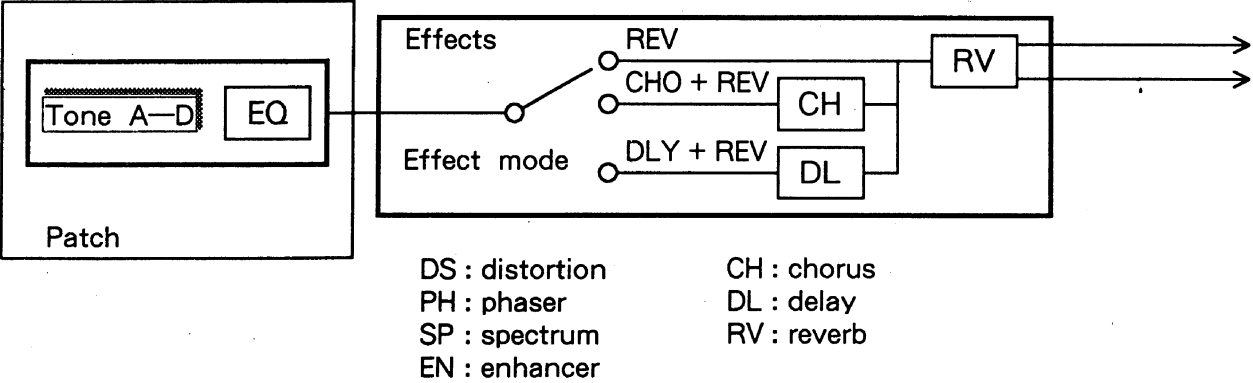 Effects
REV
RV
CHO + REV
CH
Tone A—D
EQ
Effect mode
DLY + REV
DL
Patch
DS : distortion
CH : chorus
PH : phaser
DL : delay
SP : spectrum
RV : reverb
EN : enhancer